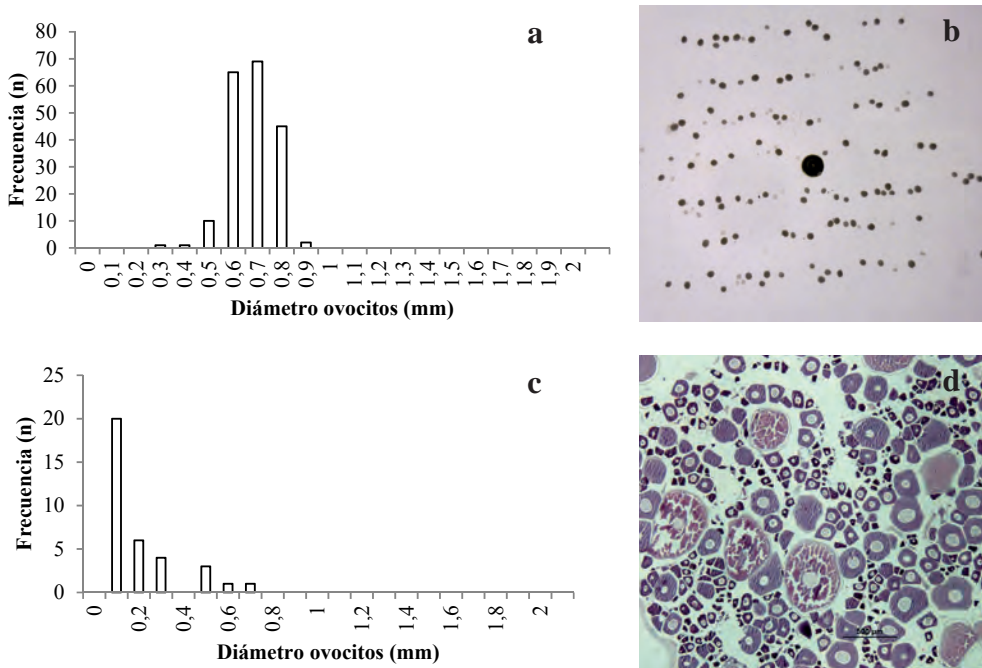 a
80
70
60
50
40
30
20
10
0
Frecuencia (n)
0 0,1 0,2 0,3 0,4 0,5 0,6 0,7 0,8 0,9 1 1,1 1,2 1,3 1,4 1,5 1,6 1,7 1,8 1,9 2
Diámetro ovocitos (mm)
b
c
25
20
15
10
5
0
Frecuencia (n)
0 0,2 0,4 0,6 0,8 1 1,2 1,4 1,6 1,8 2
Diámetro ovocitos (mm)
d